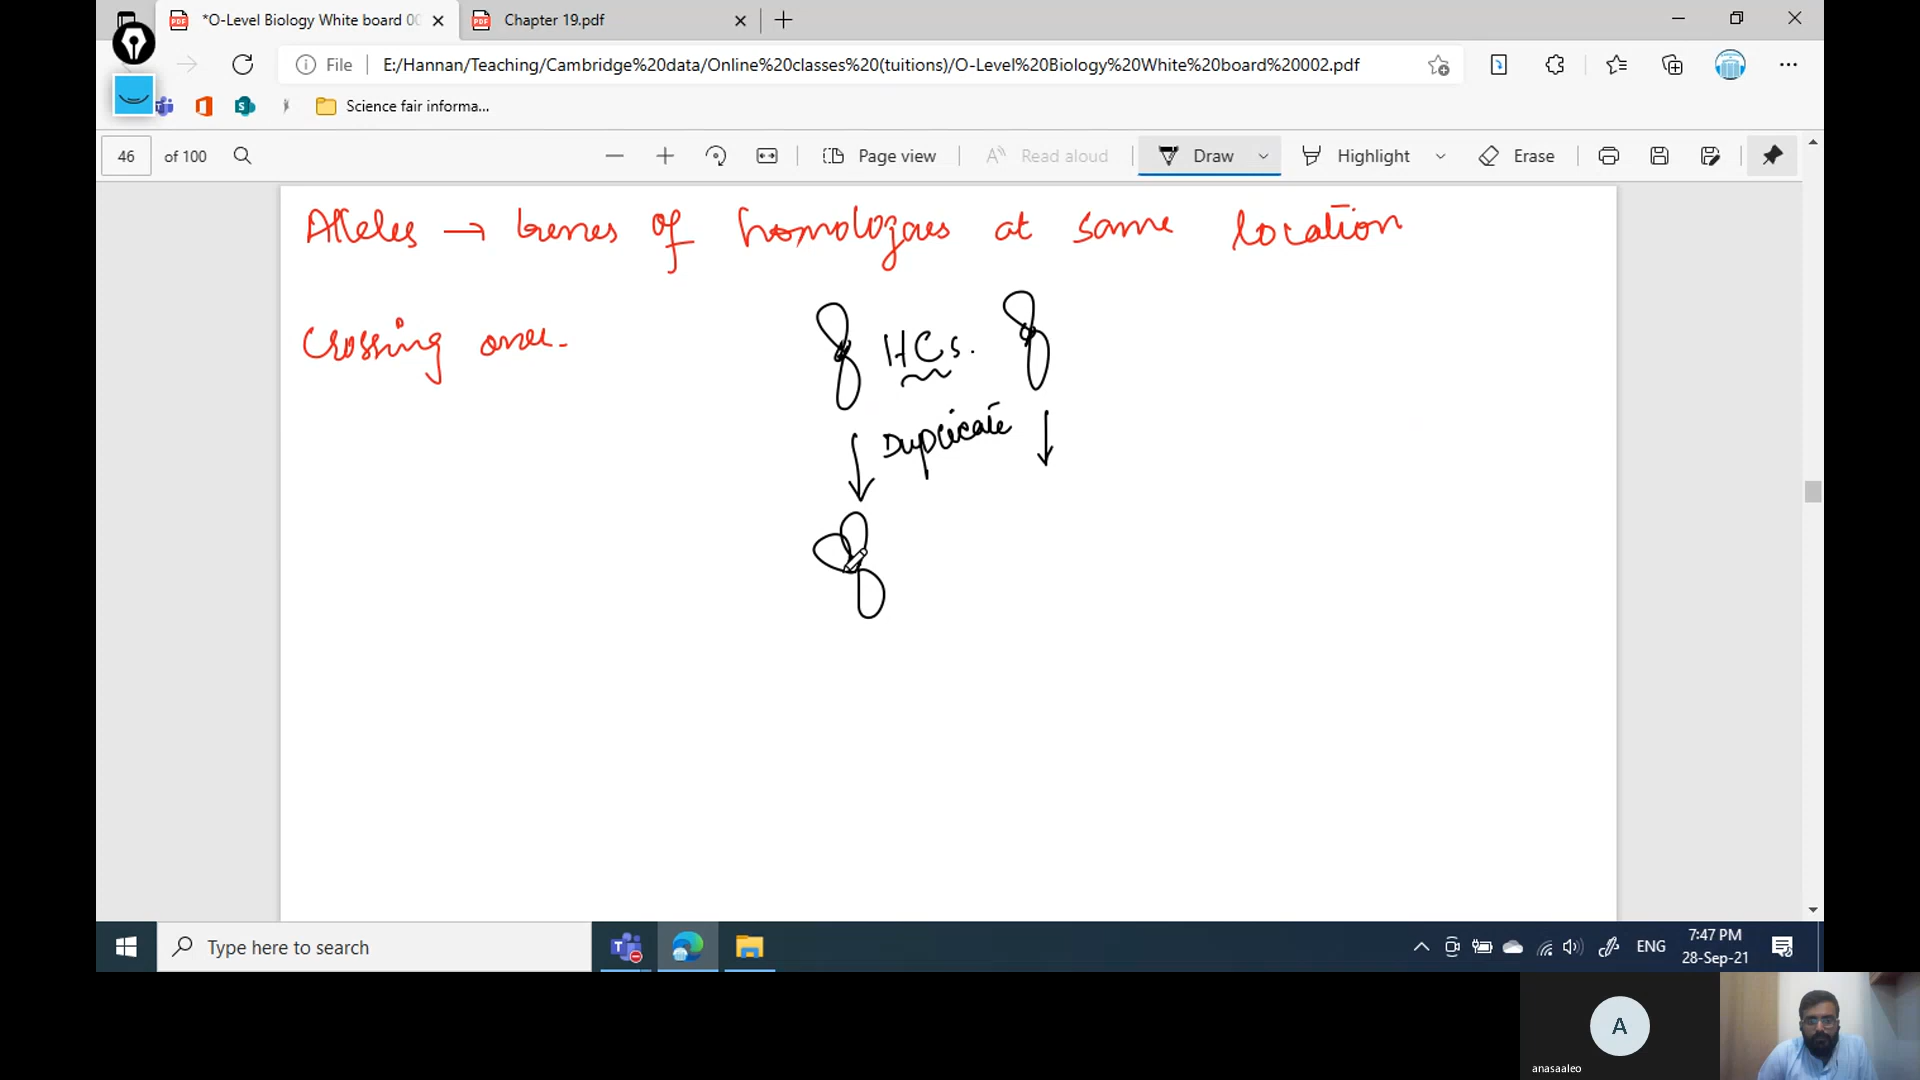 *O-Level Biology White board 00
Chapter 19.pdf
File
E:/Hannan/Teaching/Cambridge%20data/Online%20classes%20(tuitions)/O-Level%20Biology%20White%20board%20002.pdf
Science fair informa...
46
of 100
Page view
Read aloud
Draw
Highlight
Erase
Alleles → Genes of homologous at same location
Crossing over.
HCs.
Duplicate
Type here to search
ENG
7:47 PM
28-Sep-21
A
anasaaleo